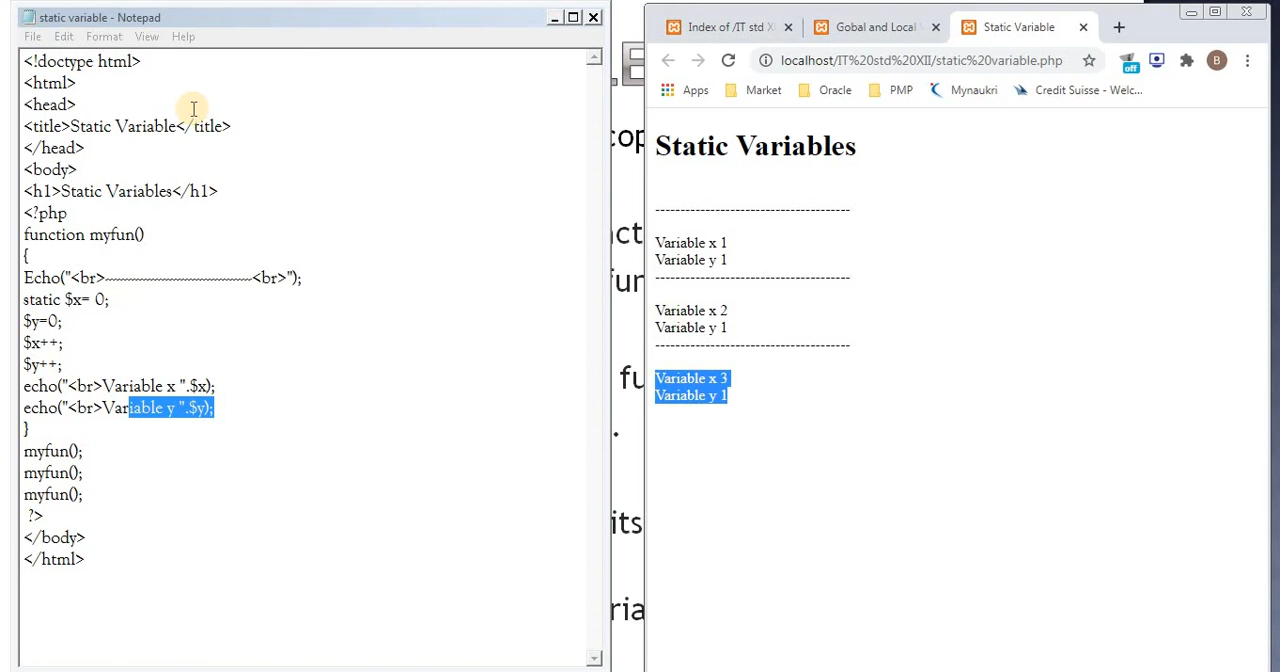 static variable - Notepad
File Edit Format View Help
<!doctype html>
<html>
<head>
<title>Static Variable</title>
</head>
<body>
<h1>Static Variables</h1>
<?php
function myfun()
{
Echo("<br>---------------------------------------<br>");
static $x= 0;
$y=0;
$x++;
$y++;
echo("<br>Variable x ".$x);
echo("<br>Variable y ".$y);
}
myfun();
myfun();
myfun();
?>
</body>
</html>
Index of /IT std X
Gobal and Local
Static Variable
localhost/IT%20std%20XII/static%20variable.php
off
B
Apps Market Oracle PMP Mynaukri Credit Suisse - Welc...
Static Variables
---------------------------------------
Variable x 1
Variable y 1
---------------------------------------
Variable x 2
Variable y 1
---------------------------------------
Variable x 3
Variable y 1